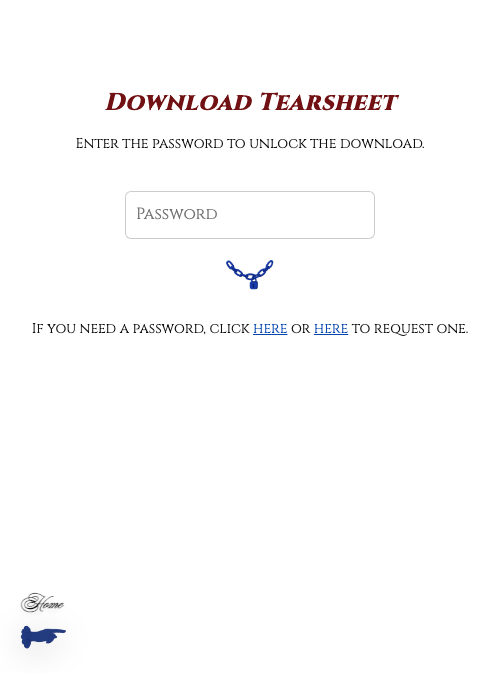 Download Tearsheet
Enter the password to unlock the download.
Password
If you need a password, click here or here to request one.
Home